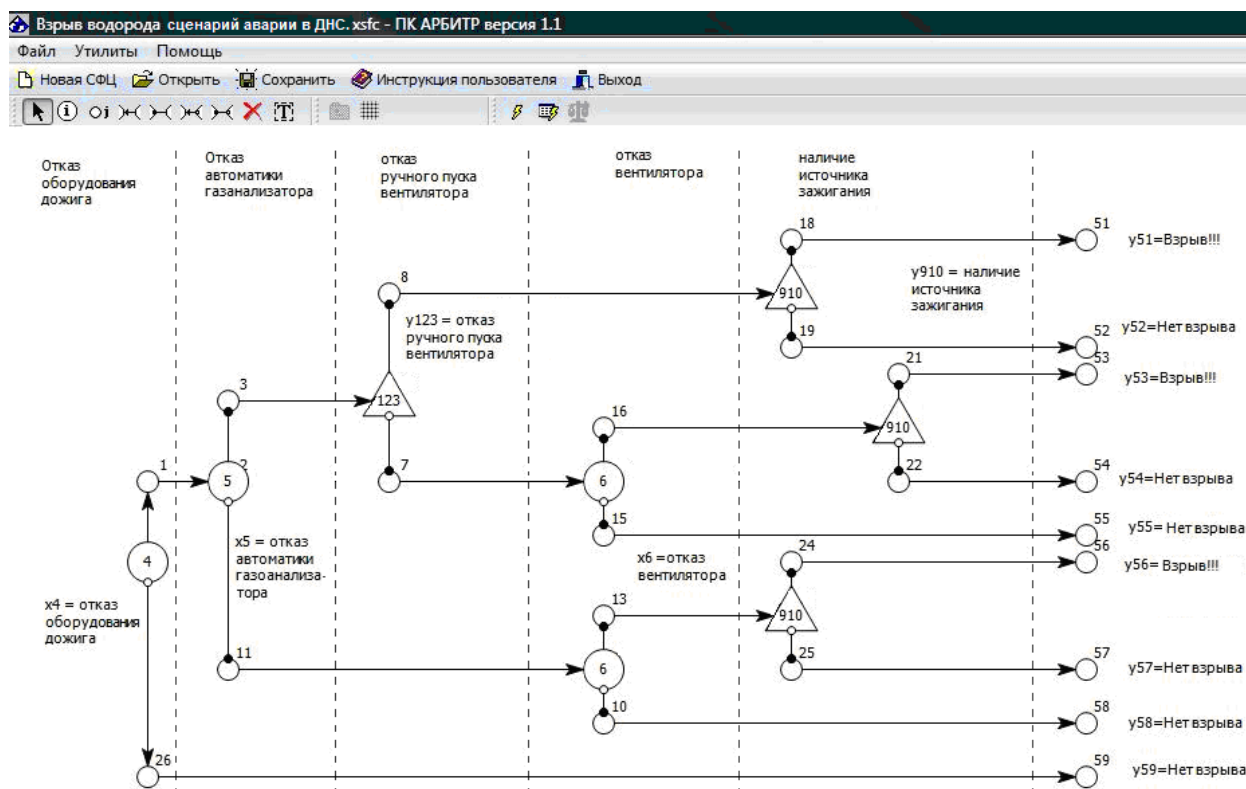 Взрыв водорода сценарий аварии в ДНС.xsfc - ПК АРБИТР версия 1.1
Файл Утилиты Помощь
Новая СФЦ Открыть Сохранить Инструкция пользователя Выход
i Oj T
Отказ
оборудования
дожига
Отказ
автоматики
газанализатора
отказ
ручного пуска
вентилятора
отказ
вентилятора
наличие
источника
зажигания
18
51
y51=Взрыв!!!
8
910
y910 = наличие
источника
зажигания
y123 = отказ
ручного пуска
вентилятора
19
52
y52=Нет взрыва
21
53
y53=Взрыв!!!
3
123
16
910
1
2
5
7
6
22
54
y54=Нет взрыва
15
55
y55= Нет взрыва
x5 = отказ
автоматики
газоанализа-
тора
4
x6 =отказ
вентилятора
24
56
y56= Взрыв!!!
x4 = отказ
оборудования
дожига
13
910
11
6
25
57
y57=Нет взрыва
10
58
y58=Нет взрыва
26
59
y59=Нет взрыва